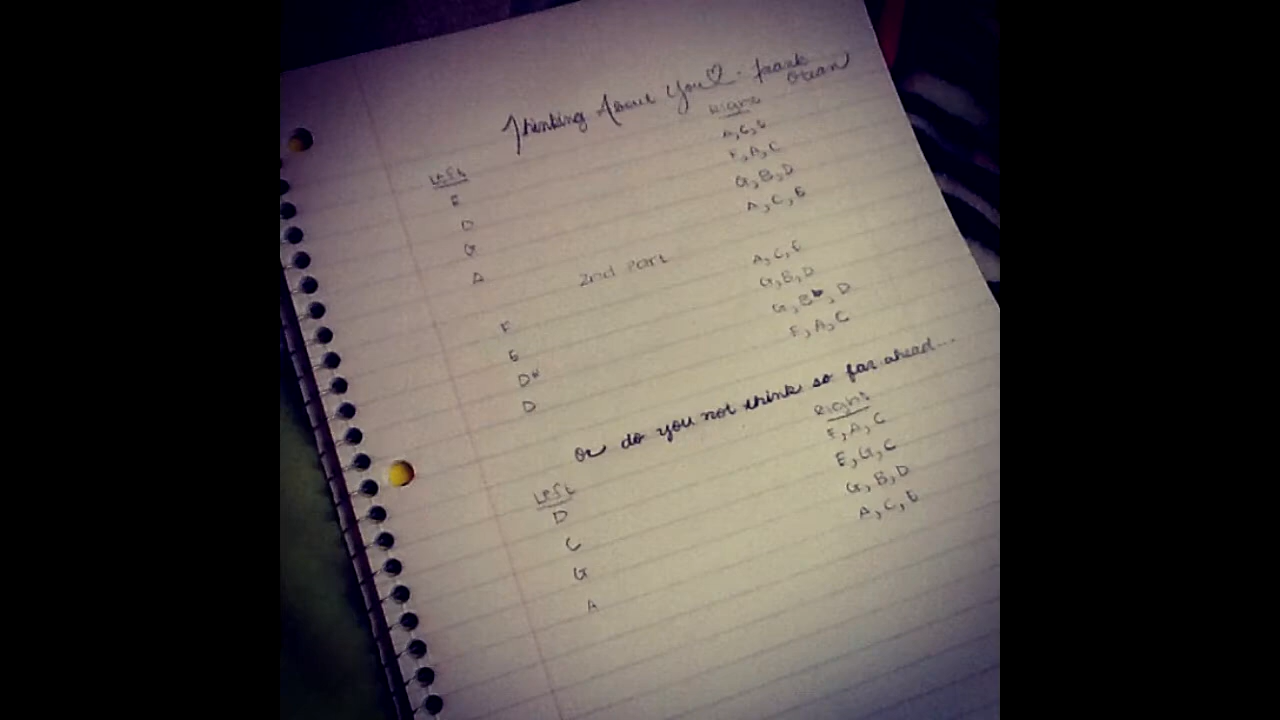 Thinking About You♡ - Frank Ocean
Left Right
E A, C, E
D F, A, C
G G, B, D
A A, C, E
2nd Part
F A, C, E
E G, B, D
D# G, Bb, D
D F, A, C
Or do you not think so far ahead...
Left Right
D F, A, C
C E, G, C
G G, B, D
A A, C, E